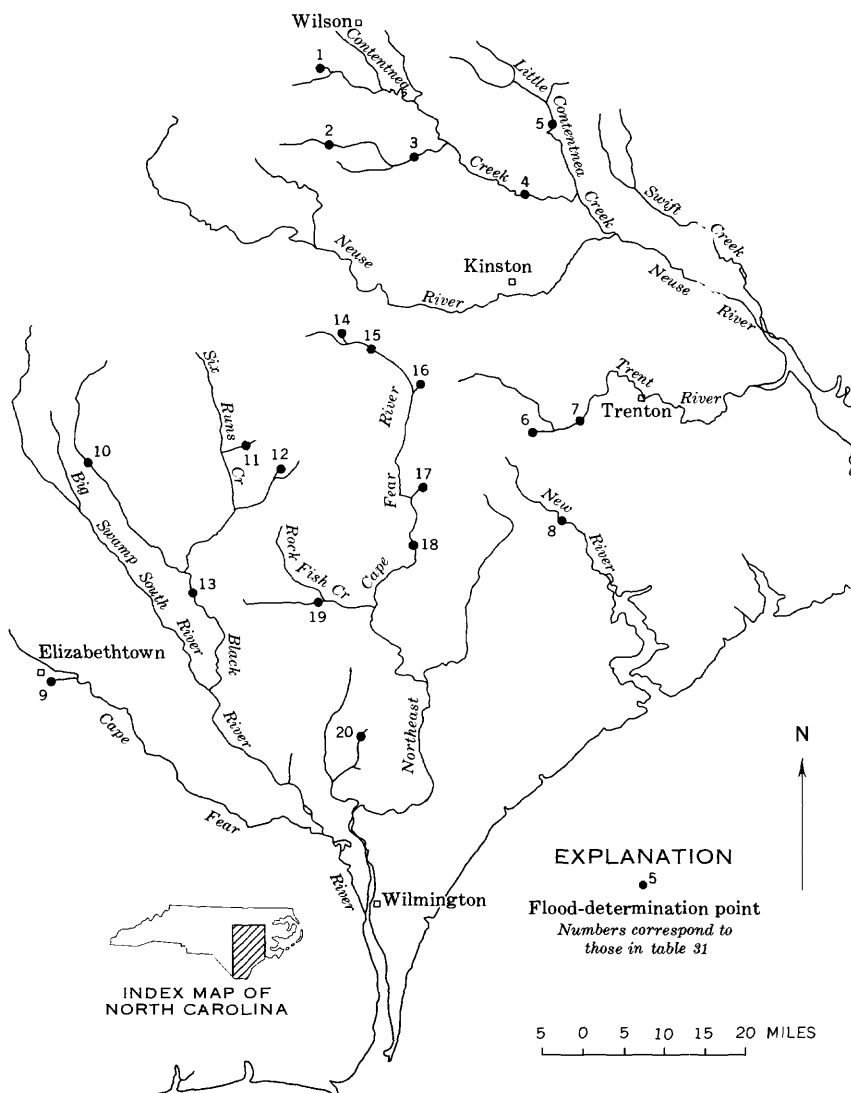 Wilson
1
Contentnea
Little
Contentnea
5
2
3
Creek
4
Creek
Swift
Creek
Neuse
River
Kinston
Neuse
River
14
15
16
River
Six
Runs
Cr
11
12
10
Big
Swamp
Trent
River
Trenton
6
7
17
Fear
18
New
River
8
Rock
Fish Cr
Cape
19
13
South
River
Black
River
Elizabethtown
9
Cape
Fear
River
20
Northeast
N
Wilmington
EXPLANATION
5
Flood-determination point
Numbers correspond to
those in table 31
INDEX MAP OF
NORTH CAROLINA
5 0 5 10 15 20 MILES